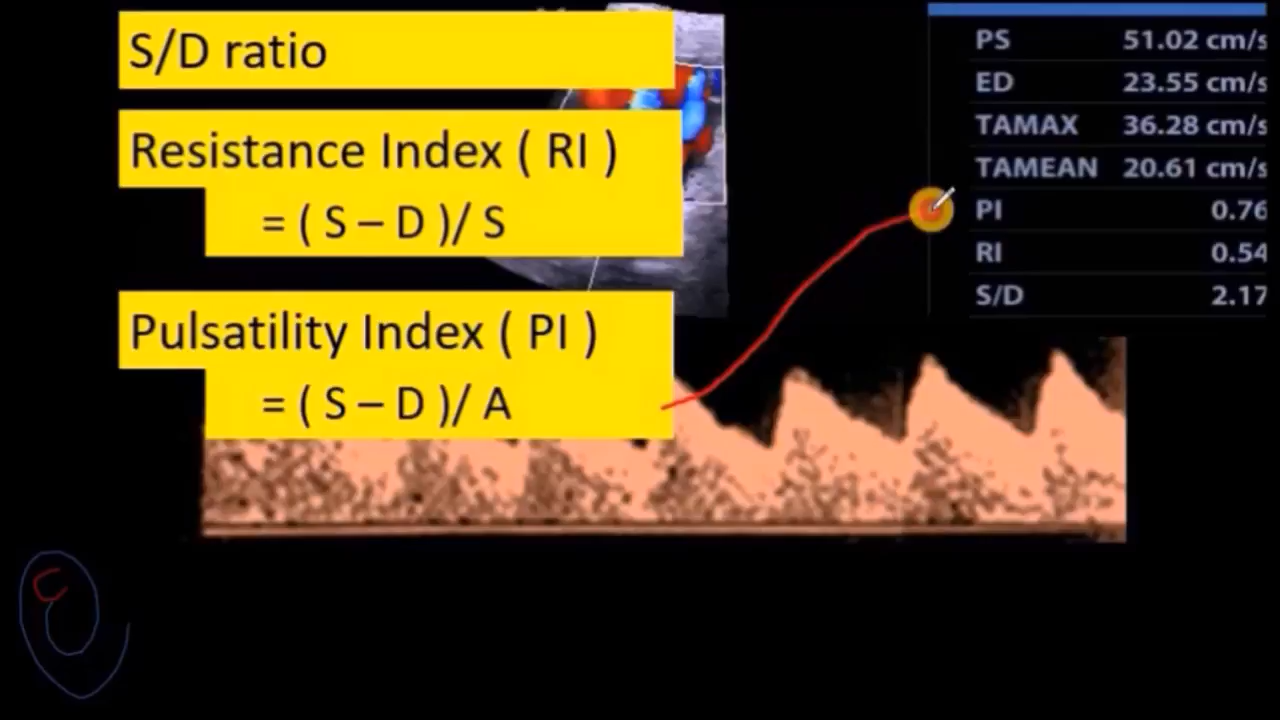 S/D ratio
Resistance Index ( RI )
= ( S – D )/ S
Pulsatility Index ( PI )
= ( S – D )/ A
PS 51.02 cm/s
ED 23.55 cm/s
TAMAX 36.28 cm/s
TAMEAN 20.61 cm/s
PI 0.76
RI 0.54
S/D 2.17